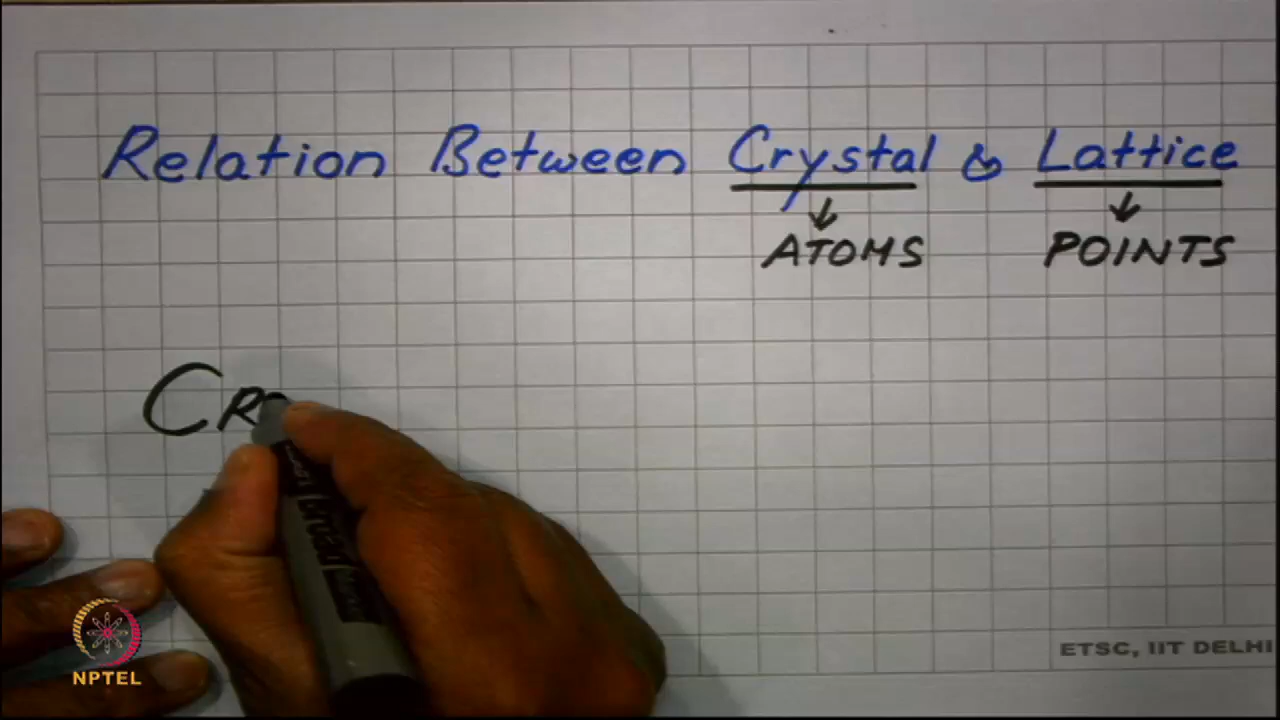 Relation Between Crystal & Lattice
↓ ↓
ATOMS POINTS
CR
ETSC, IIT DELHI
NPTEL